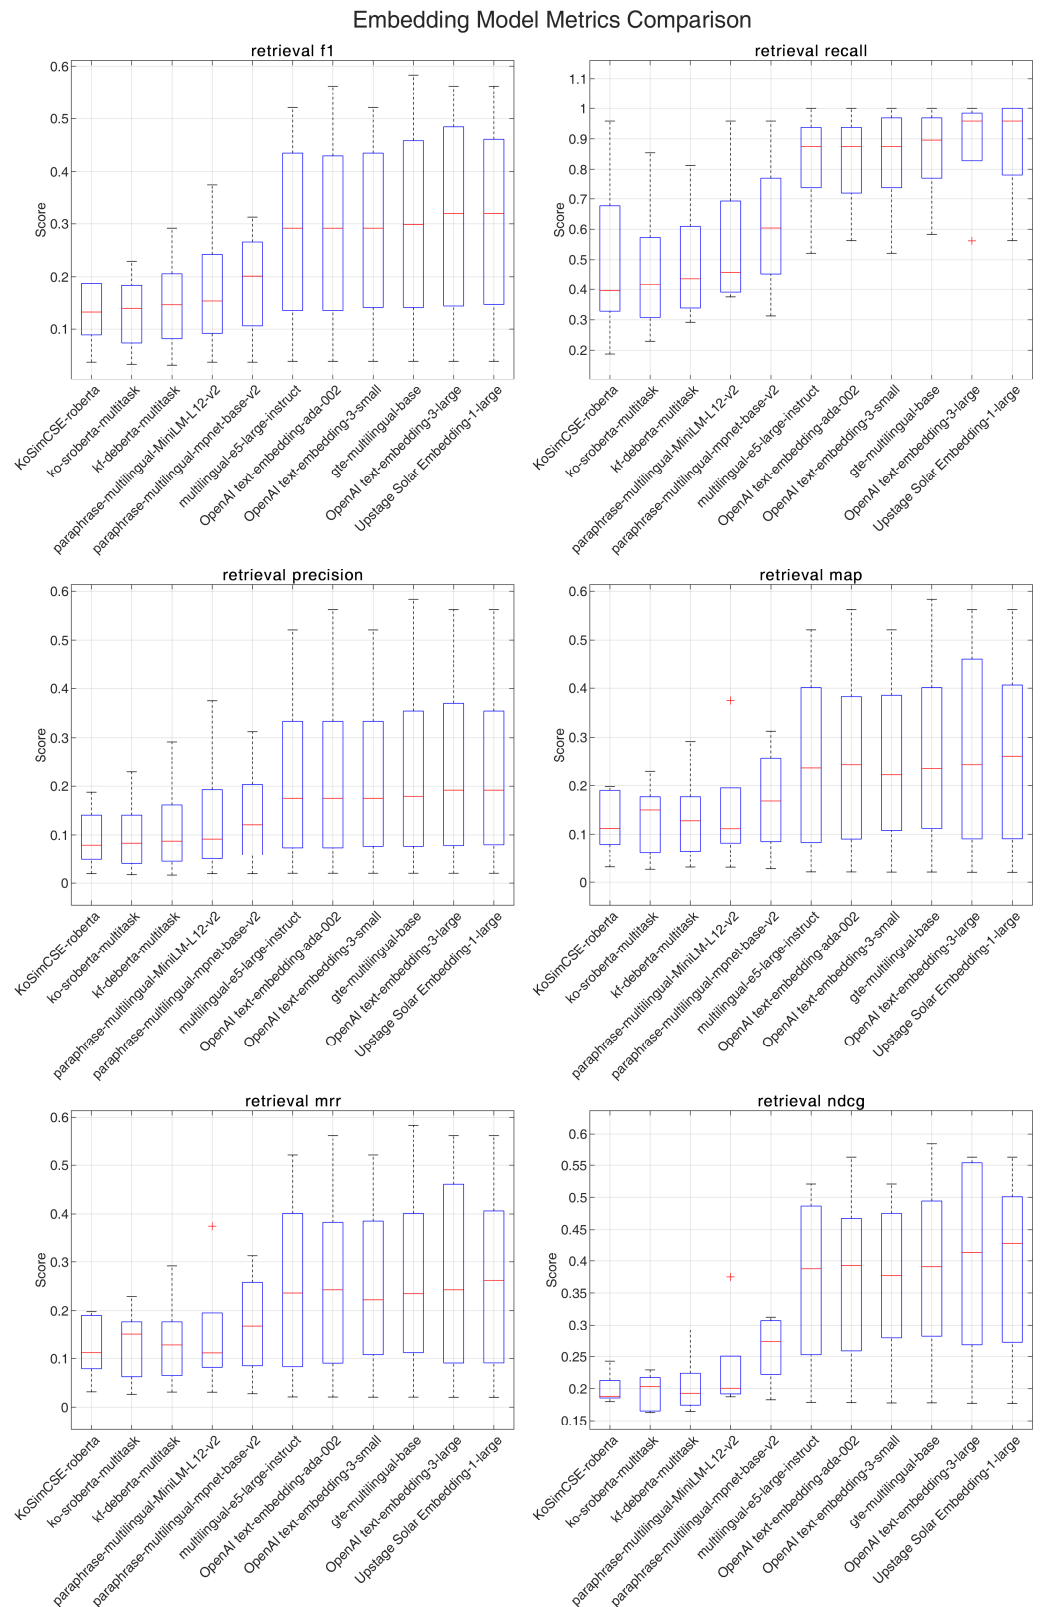 Embedding Model Metrics Comparison
retrieval f1
0.6
0.5
0.4
0.3
0.2
0.1
Score
KoSimCSE-roberta
ko-sroberta-multitask
kf-deberta-multitask
paraphrase-multilingual-MiniLM-L12-v2
paraphrase-multilingual-mpnet-base-v2
multilingual-e5-large-instruct
OpenAI text-embedding-ada-002
OpenAI text-embedding-3-small
gte-multilingual-base
OpenAI text-embedding-3-large
Upstage Solar Embedding-1-large
retrieval recall
1.1
1
0.9
0.8
0.7
0.6
0.5
0.4
0.3
0.2
Score
KoSimCSE-roberta
ko-sroberta-multitask
kf-deberta-multitask
paraphrase-multilingual-MiniLM-L12-v2
paraphrase-multilingual-mpnet-base-v2
multilingual-e5-large-instruct
OpenAI text-embedding-ada-002
OpenAI text-embedding-3-small
gte-multilingual-base
OpenAI text-embedding-3-large
Upstage Solar Embedding-1-large
retrieval precision
0.6
0.5
0.4
0.3
0.2
0.1
0
Score
KoSimCSE-roberta
ko-sroberta-multitask
kf-deberta-multitask
paraphrase-multilingual-MiniLM-L12-v2
paraphrase-multilingual-mpnet-base-v2
multilingual-e5-large-instruct
OpenAI text-embedding-ada-002
OpenAI text-embedding-3-small
gte-multilingual-base
OpenAI text-embedding-3-large
Upstage Solar Embedding-1-large
retrieval map
0.6
0.5
0.4
0.3
0.2
0.1
0
Score
KoSimCSE-roberta
ko-sroberta-multitask
kf-deberta-multitask
paraphrase-multilingual-MiniLM-L12-v2
paraphrase-multilingual-mpnet-base-v2
multilingual-e5-large-instruct
OpenAI text-embedding-ada-002
OpenAI text-embedding-3-small
gte-multilingual-base
OpenAI text-embedding-3-large
Upstage Solar Embedding-1-large
retrieval mrr
0.6
0.5
0.4
0.3
0.2
0.1
0
Score
KoSimCSE-roberta
ko-sroberta-multitask
kf-deberta-multitask
paraphrase-multilingual-MiniLM-L12-v2
paraphrase-multilingual-mpnet-base-v2
multilingual-e5-large-instruct
OpenAI text-embedding-ada-002
OpenAI text-embedding-3-small
gte-multilingual-base
OpenAI text-embedding-3-large
Upstage Solar Embedding-1-large
retrieval ndcg
0.6
0.55
0.5
0.45
0.4
0.35
0.3
0.25
0.2
0.15
Score
KoSimCSE-roberta
ko-sroberta-multitask
kf-deberta-multitask
paraphrase-multilingual-MiniLM-L12-v2
paraphrase-multilingual-mpnet-base-v2
multilingual-e5-large-instruct
OpenAI text-embedding-ada-002
OpenAI text-embedding-3-small
gte-multilingual-base
OpenAI text-embedding-3-large
Upstage Solar Embedding-1-large